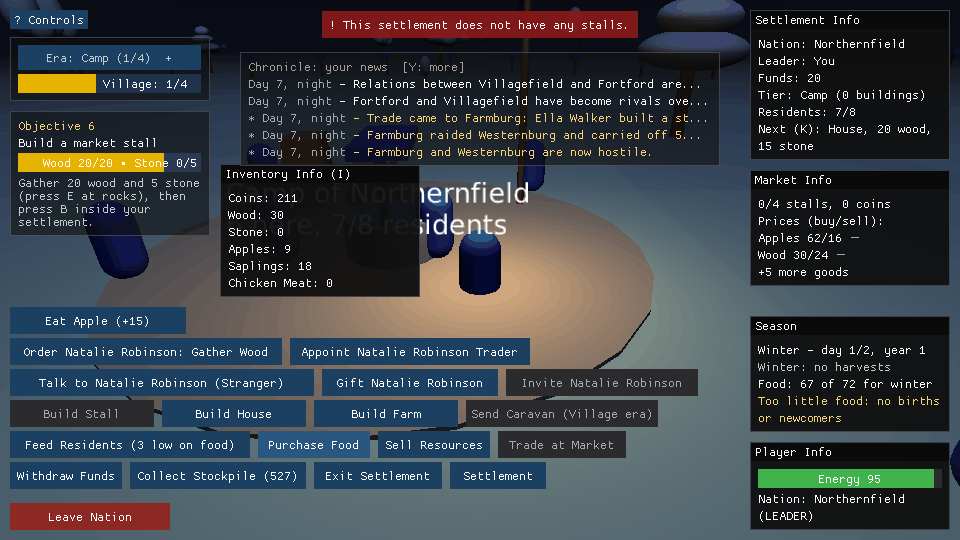 ? Controls
Era: Camp (1/4)  +
Village: 1/4
Objective 6
Build a market stall
Wood 20/20 • Stone 0/5
Gather 20 wood and 5 stone
(press E at rocks), then
press B inside your
settlement.
! This settlement does not have any stalls.
Chronicle: your news  [Y: more]
Day 7, night – Relations between Villagefield and Fortford are...
Day 7, night – Fortford and Villagefield have become rivals ove...
* Day 7, night – Trade came to Farmburg: Ella Walker built a st...
* Day 7, night – Farmburg raided Westernburg and carried off 5...
* Day 7, night – Farmburg and Westernburg are now hostile.
of Northernfield
7/8 residents
Inventory Info (I)
Coins: 211
Wood: 30
Stone: 0
Apples: 9
Saplings: 18
Chicken Meat: 0
Eat Apple (+15)
Order Natalie Robinson: Gather Wood
Appoint Natalie Robinson Trader
Talk to Natalie Robinson (Stranger)
Gift Natalie Robinson
Invite Natalie Robinson
Build Stall
Build House
Build Farm
Send Caravan (Village era)
Feed Residents (3 low on food)
Purchase Food
Sell Resources
Trade at Market
Withdraw Funds
Collect Stockpile (527)
Exit Settlement
Settlement
Leave Nation
Settlement Info
Nation: Northernfield
Leader: You
Funds: 20
Tier: Camp (0 buildings)
Residents: 7/8
Next (K): House, 20 wood,
15 stone
Market Info
0/4 stalls, 0 coins
Prices (buy/sell):
Apples 62/16 —
Wood 30/24 —
+5 more goods
Season
Winter – day 1/2, year 1
Winter: no harvests
Food: 67 of 72 for winter
Too little food: no births
or newcomers
Player Info
Energy 95
Nation: Northernfield
(LEADER)